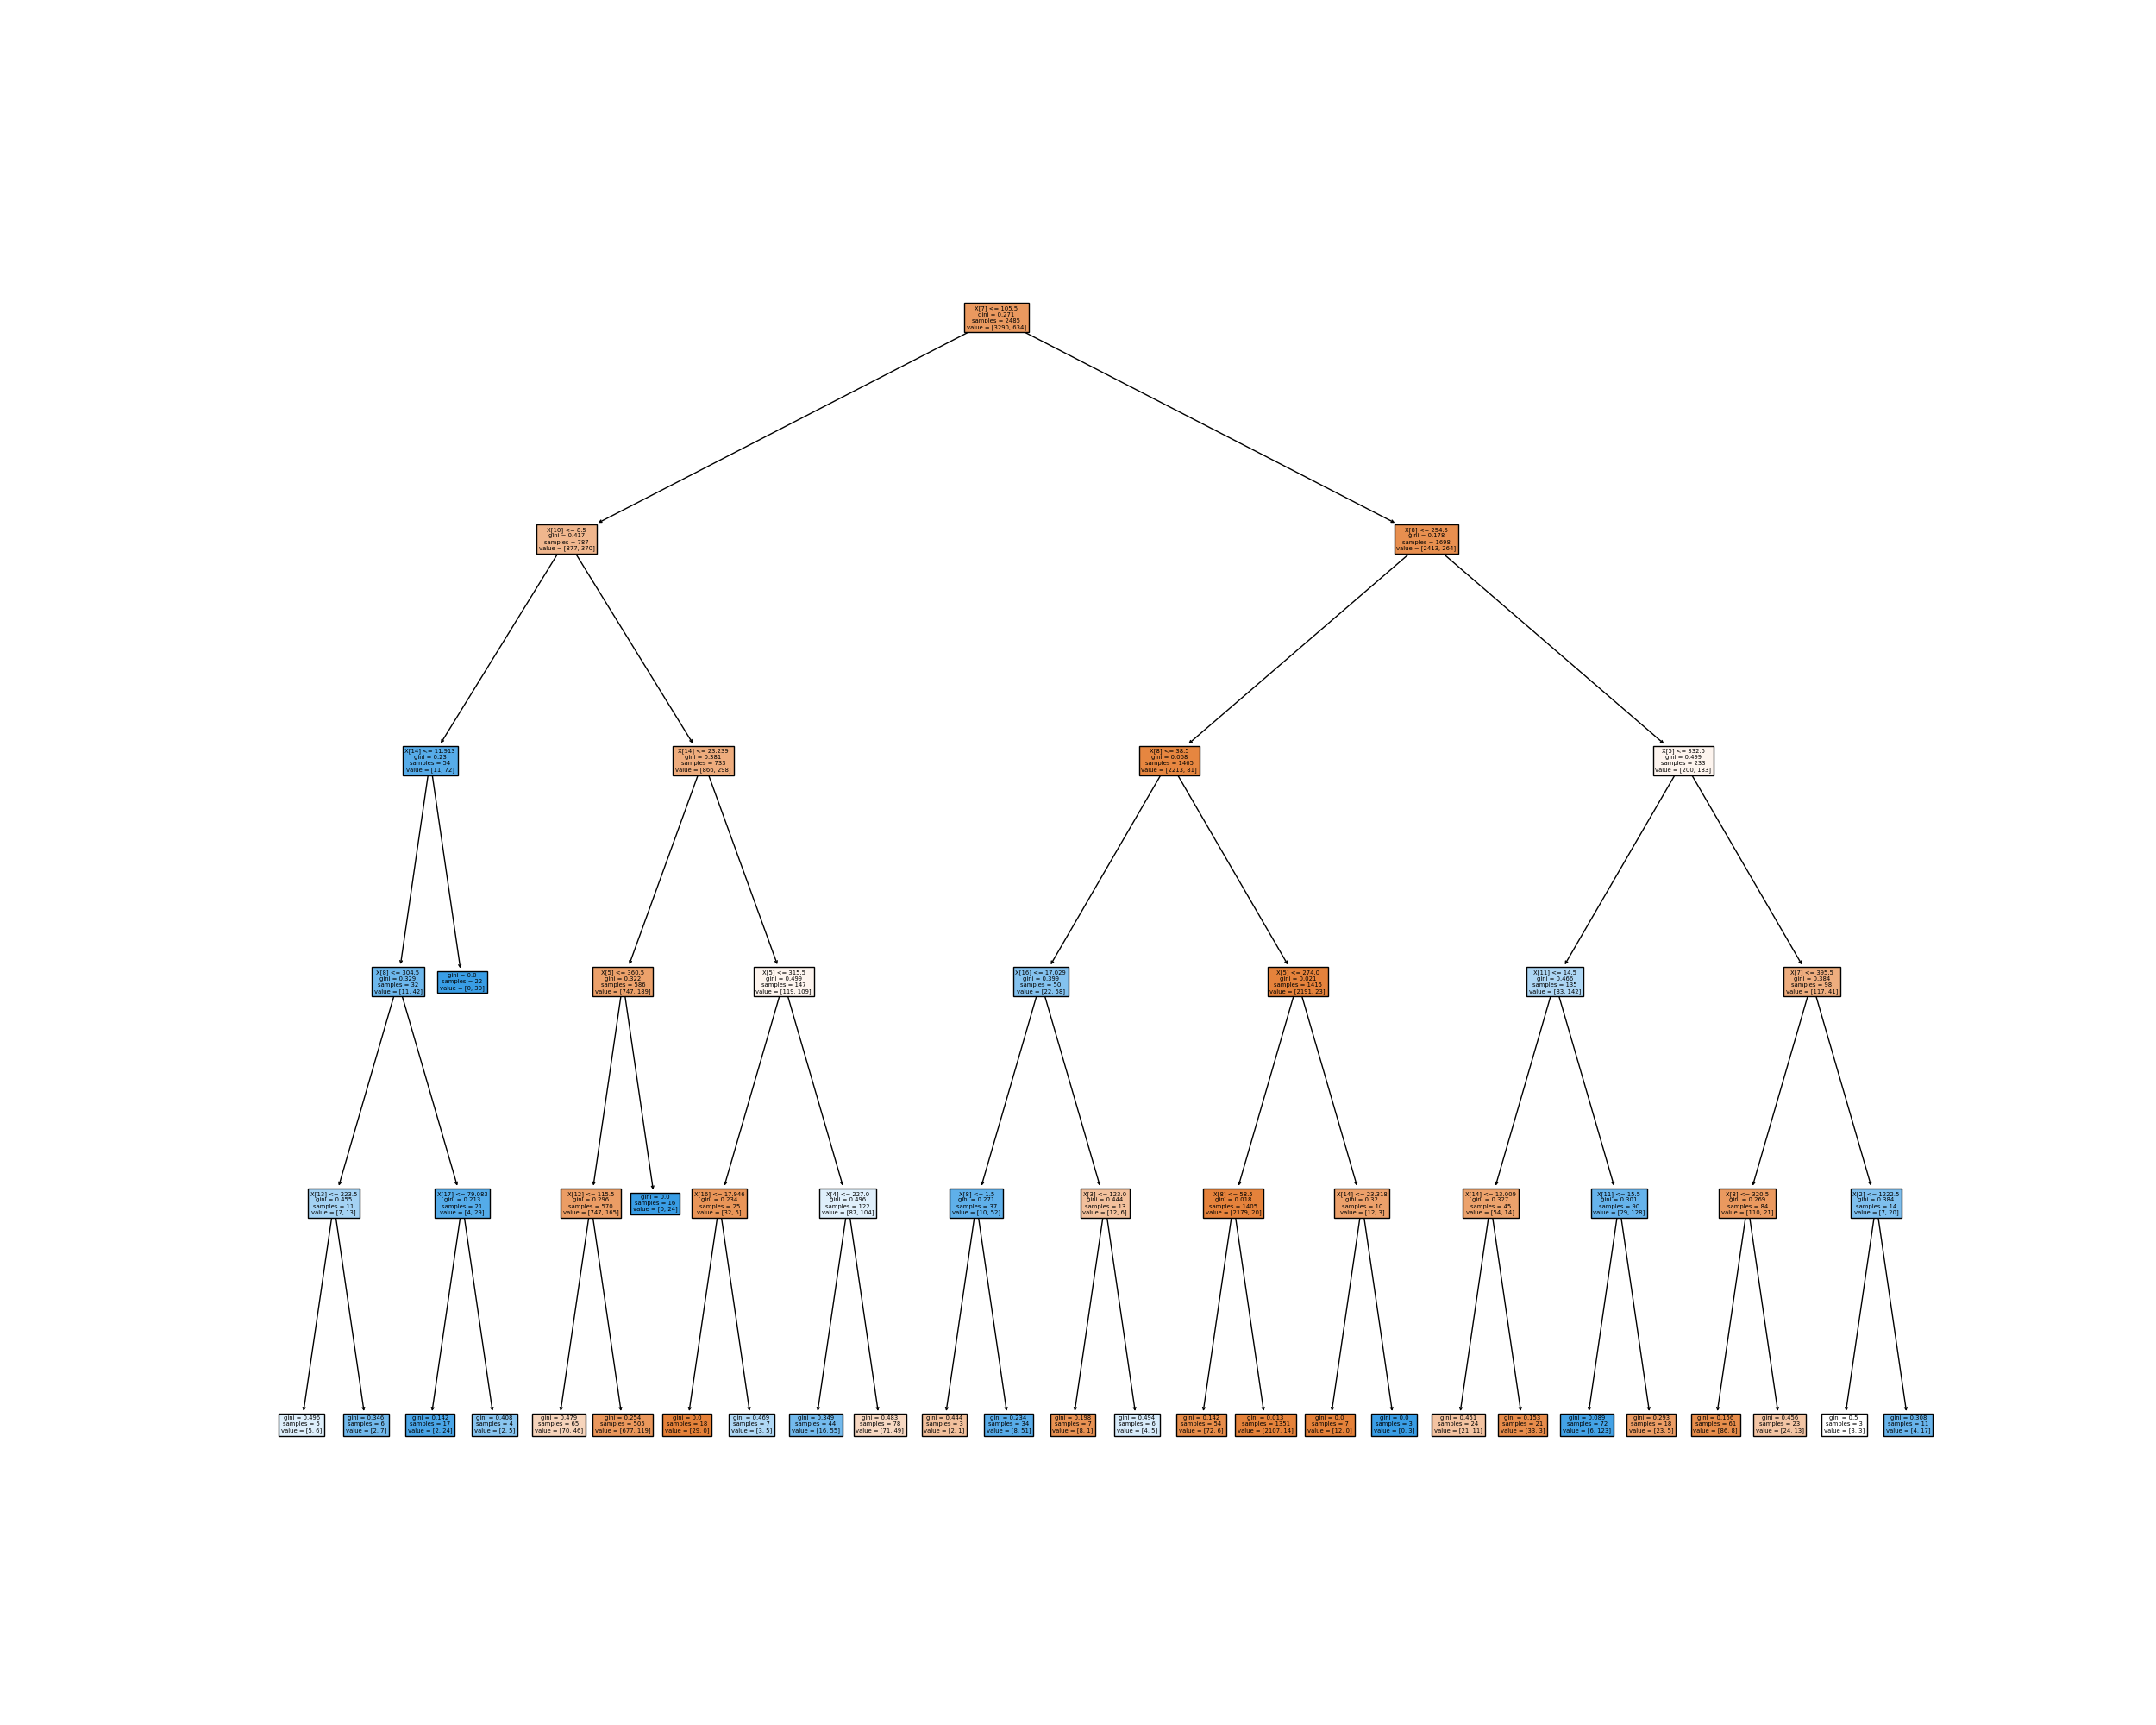 X[7] <= 105.5
gini = 0.271
samples = 2485
value = [3290, 634]
X[10] <= 8.5
gini = 0.417
samples = 787
value = [877, 370]
X[8] <= 254.5
gini = 0.178
samples = 1698
value = [2413, 264]
X[14] <= 11.913
gini = 0.23
samples = 54
value = [11, 72]
X[14] <= 23.239
gini = 0.381
samples = 733
value = [866, 298]
X[8] <= 38.5
gini = 0.068
samples = 1465
value = [2213, 81]
X[5] <= 332.5
gini = 0.499
samples = 233
value = [200, 183]
X[8] <= 304.5
gini = 0.329
samples = 32
value = [11, 42]
gini = 0.0
samples = 22
value = [0, 30]
X[5] <= 360.5
gini = 0.322
samples = 586
value = [747, 189]
X[5] <= 315.5
gini = 0.499
samples = 147
value = [119, 109]
X[16] <= 17.029
gini = 0.399
samples = 50
value = [22, 58]
X[5] <= 274.0
gini = 0.021
samples = 1415
value = [2191, 23]
X[11] <= 14.5
gini = 0.466
samples = 135
value = [83, 142]
X[7] <= 395.5
gini = 0.384
samples = 98
value = [117, 41]
X[13] <= 223.5
gini = 0.455
samples = 11
value = [7, 13]
X[17] <= 79.083
gini = 0.213
samples = 21
value = [4, 29]
X[12] <= 115.5
gini = 0.296
samples = 570
value = [747, 165]
gini = 0.0
samples = 16
value = [0, 24]
X[16] <= 17.946
gini = 0.234
samples = 25
value = [32, 5]
X[4] <= 227.0
gini = 0.496
samples = 122
value = [87, 104]
X[8] <= 1.5
gini = 0.271
samples = 37
value = [10, 52]
X[3] <= 123.0
gini = 0.444
samples = 13
value = [12, 6]
X[8] <= 58.5
gini = 0.018
samples = 1405
value = [2179, 20]
X[14] <= 23.318
gini = 0.32
samples = 10
value = [12, 3]
X[14] <= 13.009
gini = 0.327
samples = 45
value = [54, 14]
X[11] <= 15.5
gini = 0.301
samples = 90
value = [29, 128]
X[8] <= 320.5
gini = 0.269
samples = 84
value = [110, 21]
X[2] <= 1222.5
gini = 0.384
samples = 14
value = [7, 20]
gini = 0.496
samples = 5
value = [5, 6]
gini = 0.346
samples = 6
value = [2, 7]
gini = 0.142
samples = 17
value = [2, 24]
gini = 0.408
samples = 4
value = [2, 5]
gini = 0.479
samples = 65
value = [70, 46]
gini = 0.254
samples = 505
value = [677, 119]
gini = 0.0
samples = 18
value = [29, 0]
gini = 0.469
samples = 7
value = [3, 5]
gini = 0.349
samples = 44
value = [16, 55]
gini = 0.483
samples = 78
value = [71, 49]
gini = 0.444
samples = 3
value = [2, 1]
gini = 0.234
samples = 34
value = [8, 51]
gini = 0.198
samples = 7
value = [8, 1]
gini = 0.494
samples = 6
value = [4, 5]
gini = 0.142
samples = 54
value = [72, 6]
gini = 0.013
samples = 1351
value = [2107, 14]
gini = 0.0
samples = 7
value = [12, 0]
gini = 0.0
samples = 3
value = [0, 3]
gini = 0.451
samples = 24
value = [21, 11]
gini = 0.153
samples = 21
value = [33, 3]
gini = 0.089
samples = 72
value = [6, 123]
gini = 0.293
samples = 18
value = [23, 5]
gini = 0.156
samples = 61
value = [86, 8]
gini = 0.456
samples = 23
value = [24, 13]
gini = 0.5
samples = 3
value = [3, 3]
gini = 0.308
samples = 11
value = [4, 17]